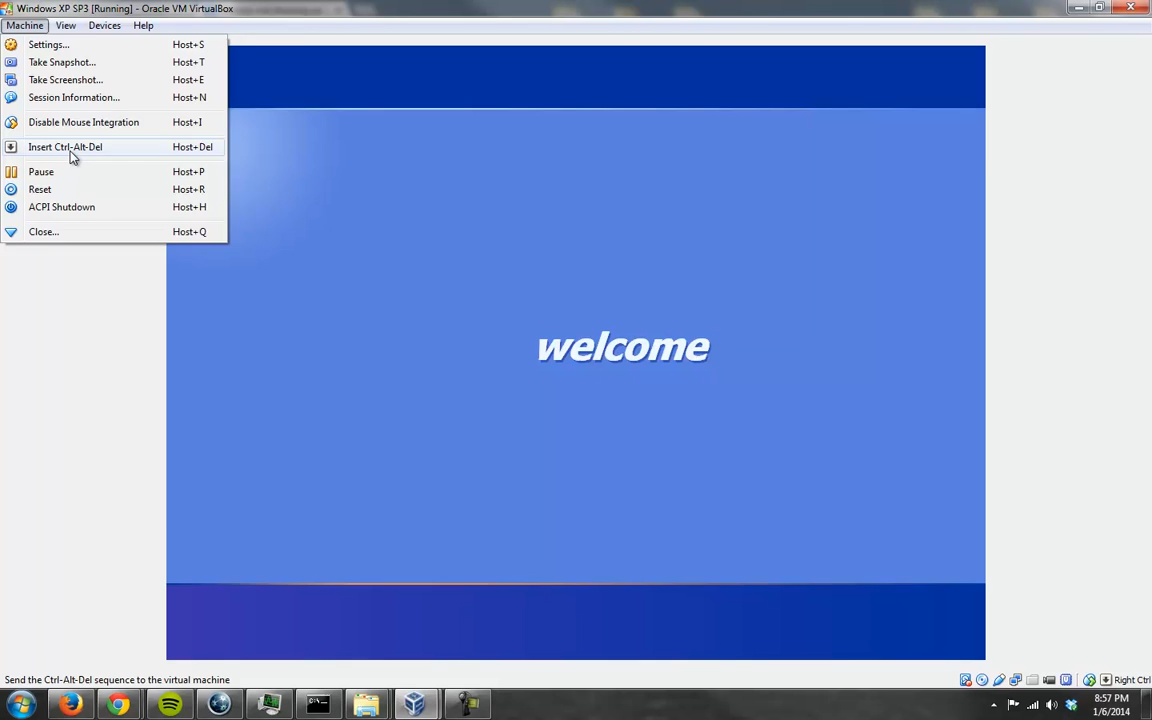 Windows XP SP3 [Running] - Oracle VM VirtualBox
Machine View Devices Help
Settings... Host+S
Take Snapshot... Host+T
Take Screenshot... Host+E
Session Information... Host+N
Disable Mouse Integration Host+I
Insert Ctrl-Alt-Del Host+Del
Pause Host+P
Reset Host+R
ACPI Shutdown Host+H
Close... Host+Q
welcome
Send the Ctrl-Alt-Del sequence to the virtual machine
Right Ctrl
8:57 PM
1/6/2014